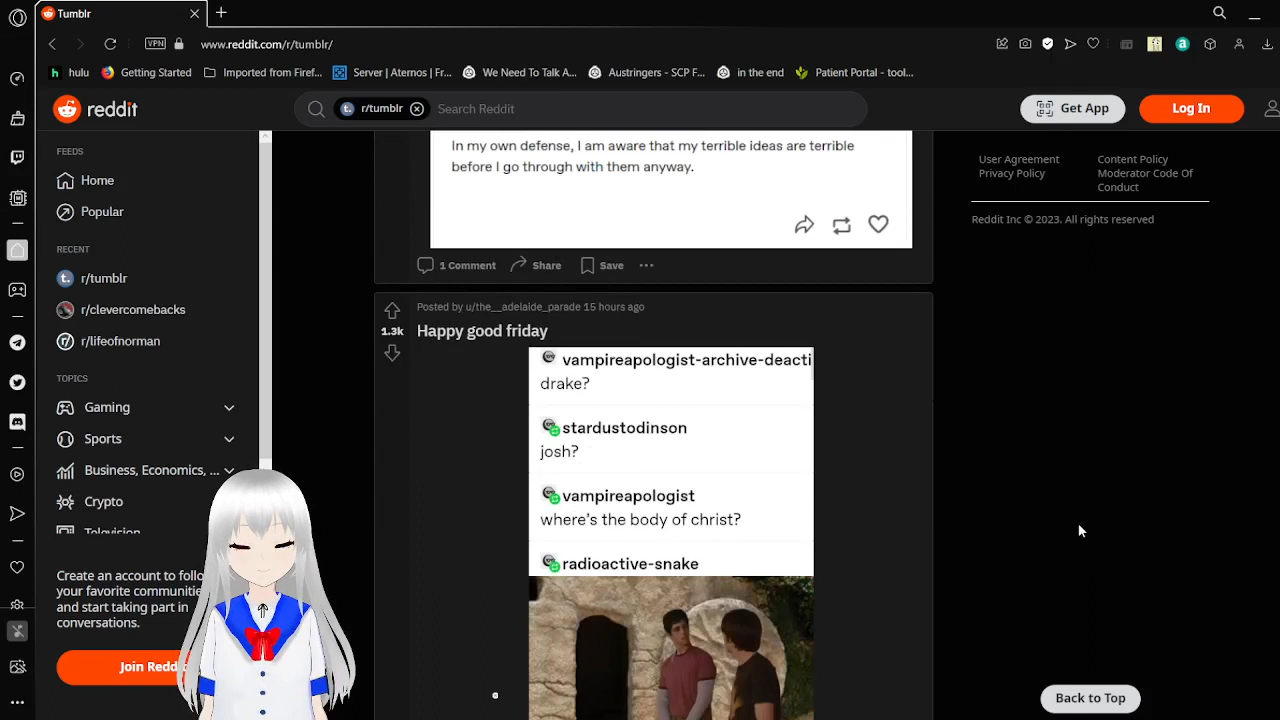 Tumblr
VPN
www.reddit.com/r/tumblr/
hulu
Getting Started
Imported from Firef...
Server | Aternos | Fr...
We Need To Talk A...
Austringers - SCP F...
in the end
Patient Portal - tool...
reddit
r/tumblr
Search Reddit
Get App
Log In
FEEDS
Home
Popular
RECENT
r/tumblr
r/clevercomebacks
r/lifeofnorman
TOPICS
Gaming
Sports
Business, Economics, ...
Crypto
Television
Create an account to follo
your favorite communitie
and start taking part in
conversations.
Join Reddi
In my own defense, I am aware that my terrible ideas are terrible
before I go through with them anyway.
1 Comment
Share
Save
Posted by u/the__adelaide_parade 15 hours ago
1.3k
Happy good friday
vampireapologist-archive-deacti
drake?
stardustodinson
josh?
vampireapologist
where's the body of christ?
radioactive-snake
User Agreement
Privacy Policy
Content Policy
Moderator Code Of
Conduct
Reddit Inc © 2023. All rights reserved
Back to Top